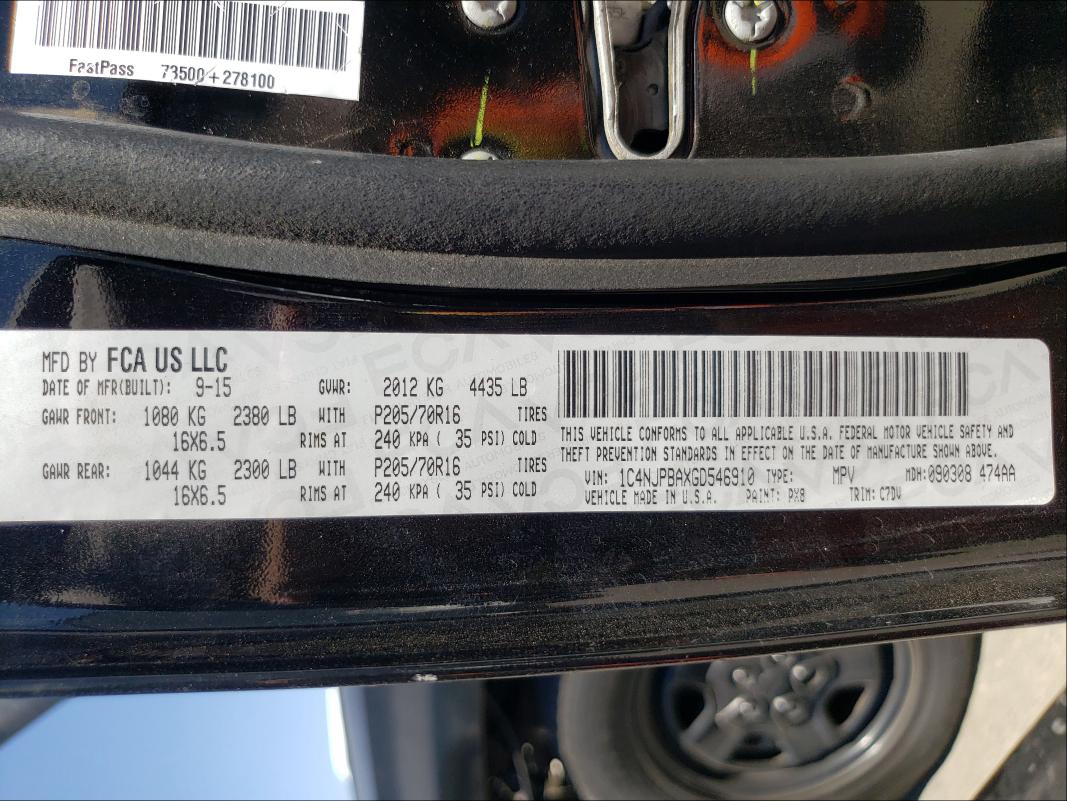 FastPass 73500+278100
MFD BY FCA US LLC
DATE OF MFR(BUILT): 9-15 GVWR: 2012 KG 4435 LB
GAWR FRONT: 1080 KG 2380 LB WITH P205/70R16 TIRES
16X6.5 RIMS AT 240 KPA ( 35 PSI) COLD
GAWR REAR: 1044 KG 2300 LB WITH P205/70R16 TIRES
16X6.5 RIMS AT 240 KPA ( 35 PSI) COLD
THIS VEHICLE CONFORMS TO ALL APPLICABLE U.S.A. FEDERAL MOTOR VEHICLE SAFETY AND
THEFT PREVENTION STANDARDS IN EFFECT ON THE DATE OF MANUFACTURE SHOWN ABOVE.
VIN: 1C4NJPBAXGD546910 TYPE: MPV MDH: 090308 474AA
VEHICLE MADE IN U.S.A. PAINT: PX8 TRIM: C7DV